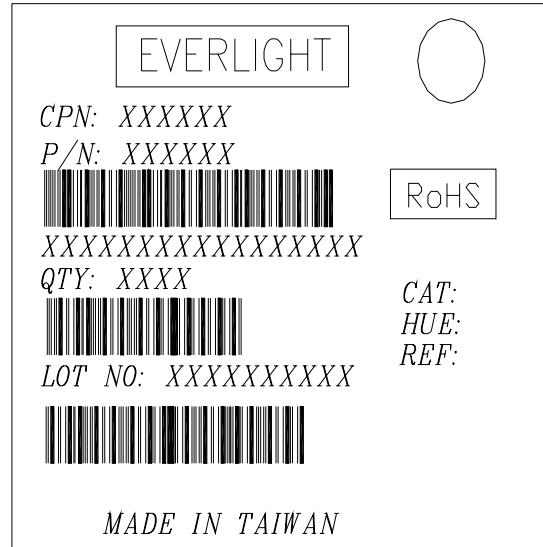 EVERLIGHT
CPN: XXXXXX
P/N: XXXXXX
RoHS
XXXXXXXXXXXXXXXXX
QTY: XXXX
CAT:
HUE:
REF:
LOT NO: XXXXXXXXXX
MADE IN TAIWAN